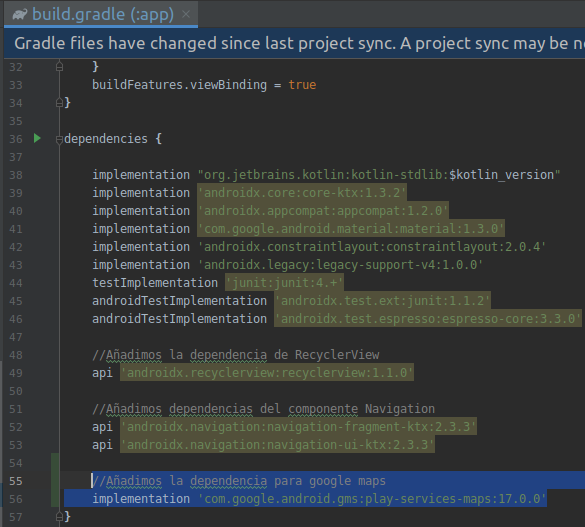 build.gradle (:app)
Gradle files have changed since last project sync. A project sync may be
32 }
33 buildFeatures.viewBinding = true
34 }
35
36 dependencies {
37
38 implementation "org.jetbrains.kotlin:kotlin-stdlib:$kotlin_version"
39 implementation 'androidx.core:core-ktx:1.3.2'
40 implementation 'androidx.appcompat:appcompat:1.2.0'
41 implementation 'com.google.android.material:material:1.3.0'
42 implementation 'androidx.constraintlayout:constraintlayout:2.0.4'
43 implementation 'androidx.legacy:legacy-support-v4:1.0.0'
44 testImplementation 'junit:junit:4.+'
45 androidTestImplementation 'androidx.test.ext:junit:1.1.2'
46 androidTestImplementation 'androidx.test.espresso:espresso-core:3.3.0'
47
48 //Añadimos la dependencia de RecyclerView
49 api 'androidx.recyclerview:recyclerview:1.1.0'
50
51 //Añadimos dependencias del componente Navigation
52 api 'androidx.navigation:navigation-fragment-ktx:2.3.3'
53 api 'androidx.navigation:navigation-ui-ktx:2.3.3'
54
55 //Añadimos la dependencia para google maps
56 implementation 'com.google.android.gms:play-services-maps:17.0.0'
57 }